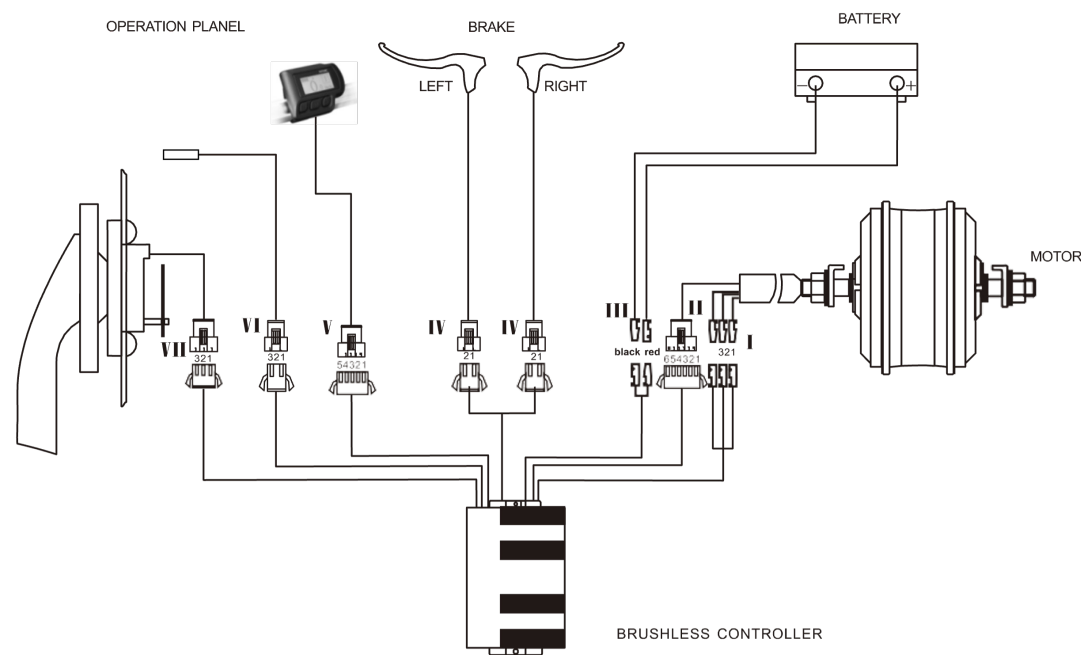 OPERATION PLANEL
BRAKE
BATTERY
LEFT
RIGHT
− +
MOTOR
III
II
I
VI
V
IV
IV
VII
black red
321
321
54321
21
21
654321
321
BRUSHLESS CONTROLLER